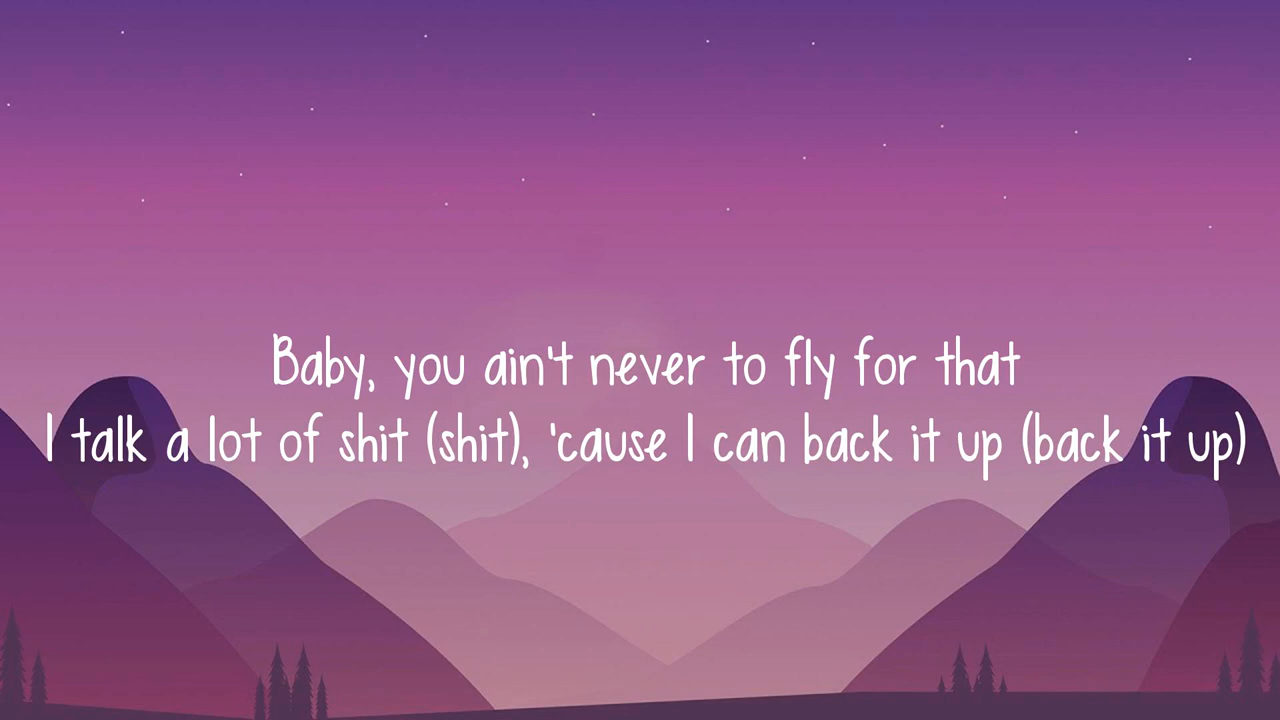 Baby, you ain't never to fly for that
I talk a lot of shit (shit), 'cause I can back it up (back it up)